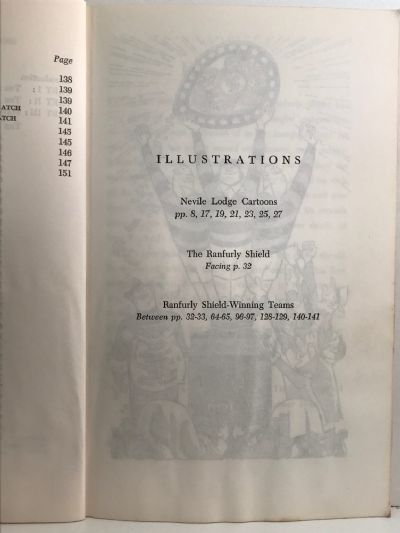 Page
138
139
139
ATCH 140
ATCH 141
143
145
146
147
151
ILLUSTRATIONS
Nevile Lodge Cartoons
pp. 8, 17, 19, 21, 23, 25, 27
The Ranfurly Shield
Facing p. 32
Ranfurly Shield-Winning Teams
Between pp. 32-33, 64-65, 96-97, 128-129, 140-141